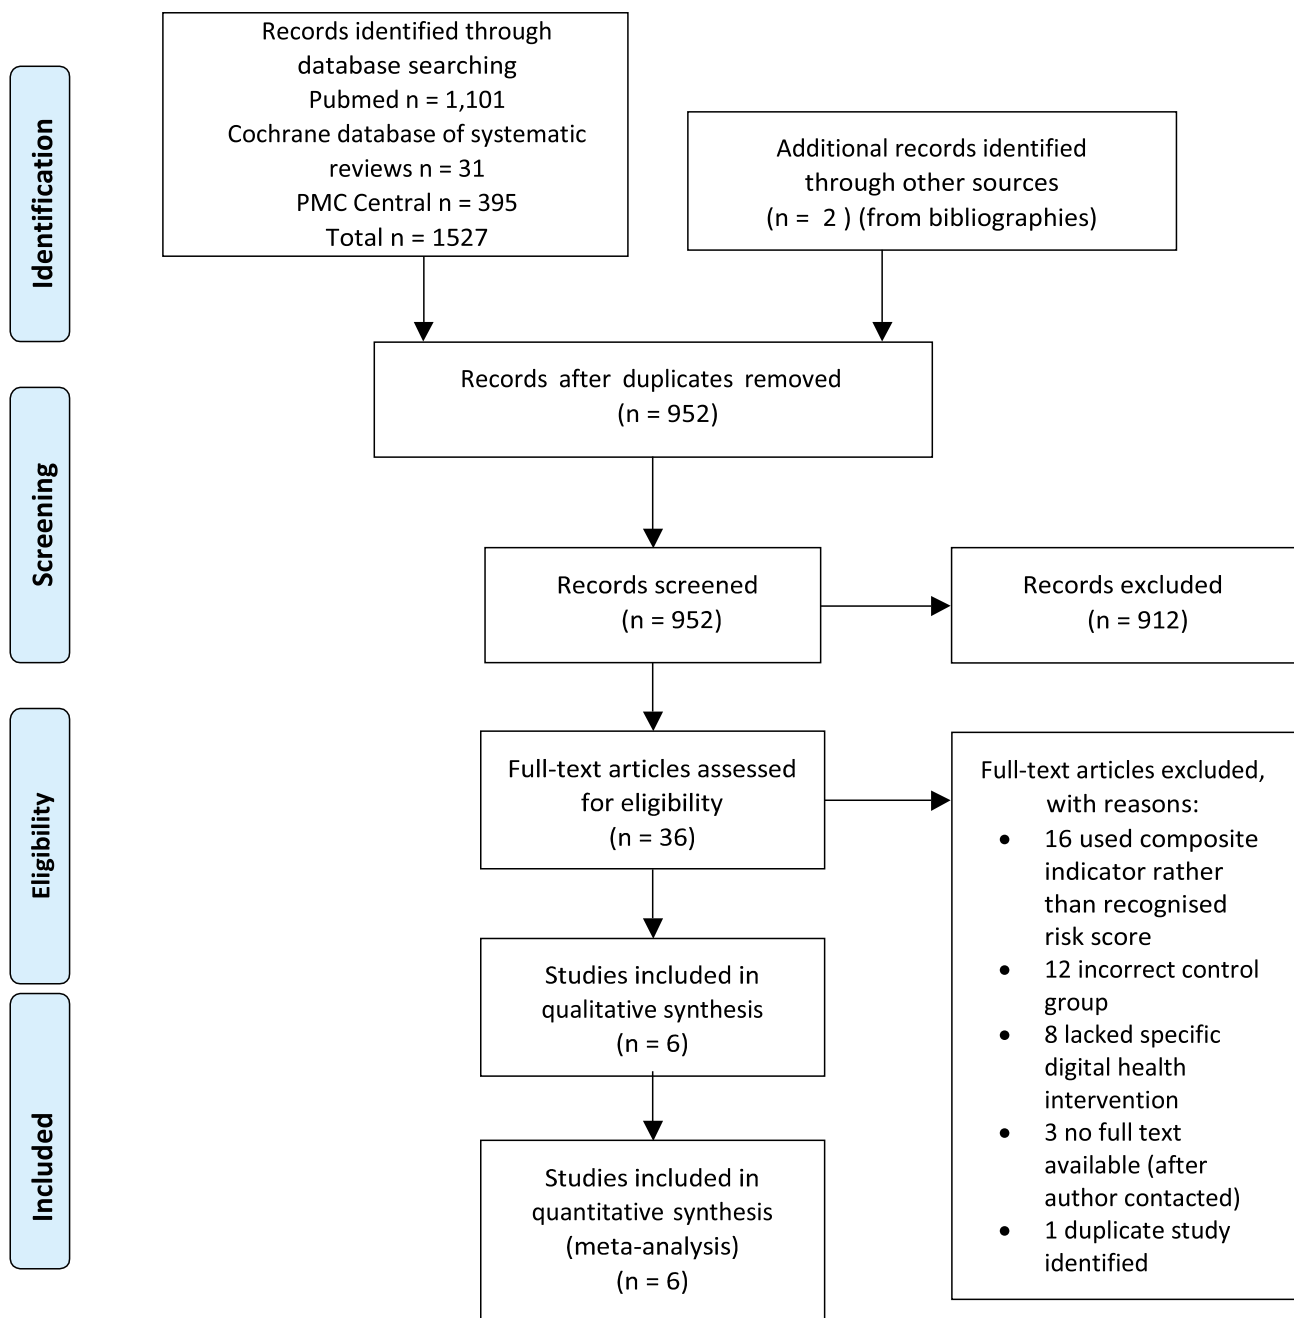 Identification
Records identified through
database searching
Pubmed n = 1,101
Cochrane database of systematic
reviews n = 31
PMC Central n = 395
Total n = 1527
Additional records identified
through other sources
(n = 2 ) (from bibliographies)
Records after duplicates removed
(n = 952)
Screening
Records screened
(n = 952)
Records excluded
(n = 912)
Eligibility
Full-text articles assessed
for eligibility
(n = 36)
Full-text articles excluded,
with reasons:
• 16 used composite
indicator rather
than recognised
risk score
• 12 incorrect control
group
• 8 lacked specific
digital health
intervention
• 3 no full text
available (after
author contacted)
• 1 duplicate study
identified
Studies included in
qualitative synthesis
(n = 6)
Included
Studies included in
quantitative synthesis
(meta-analysis)
(n = 6)